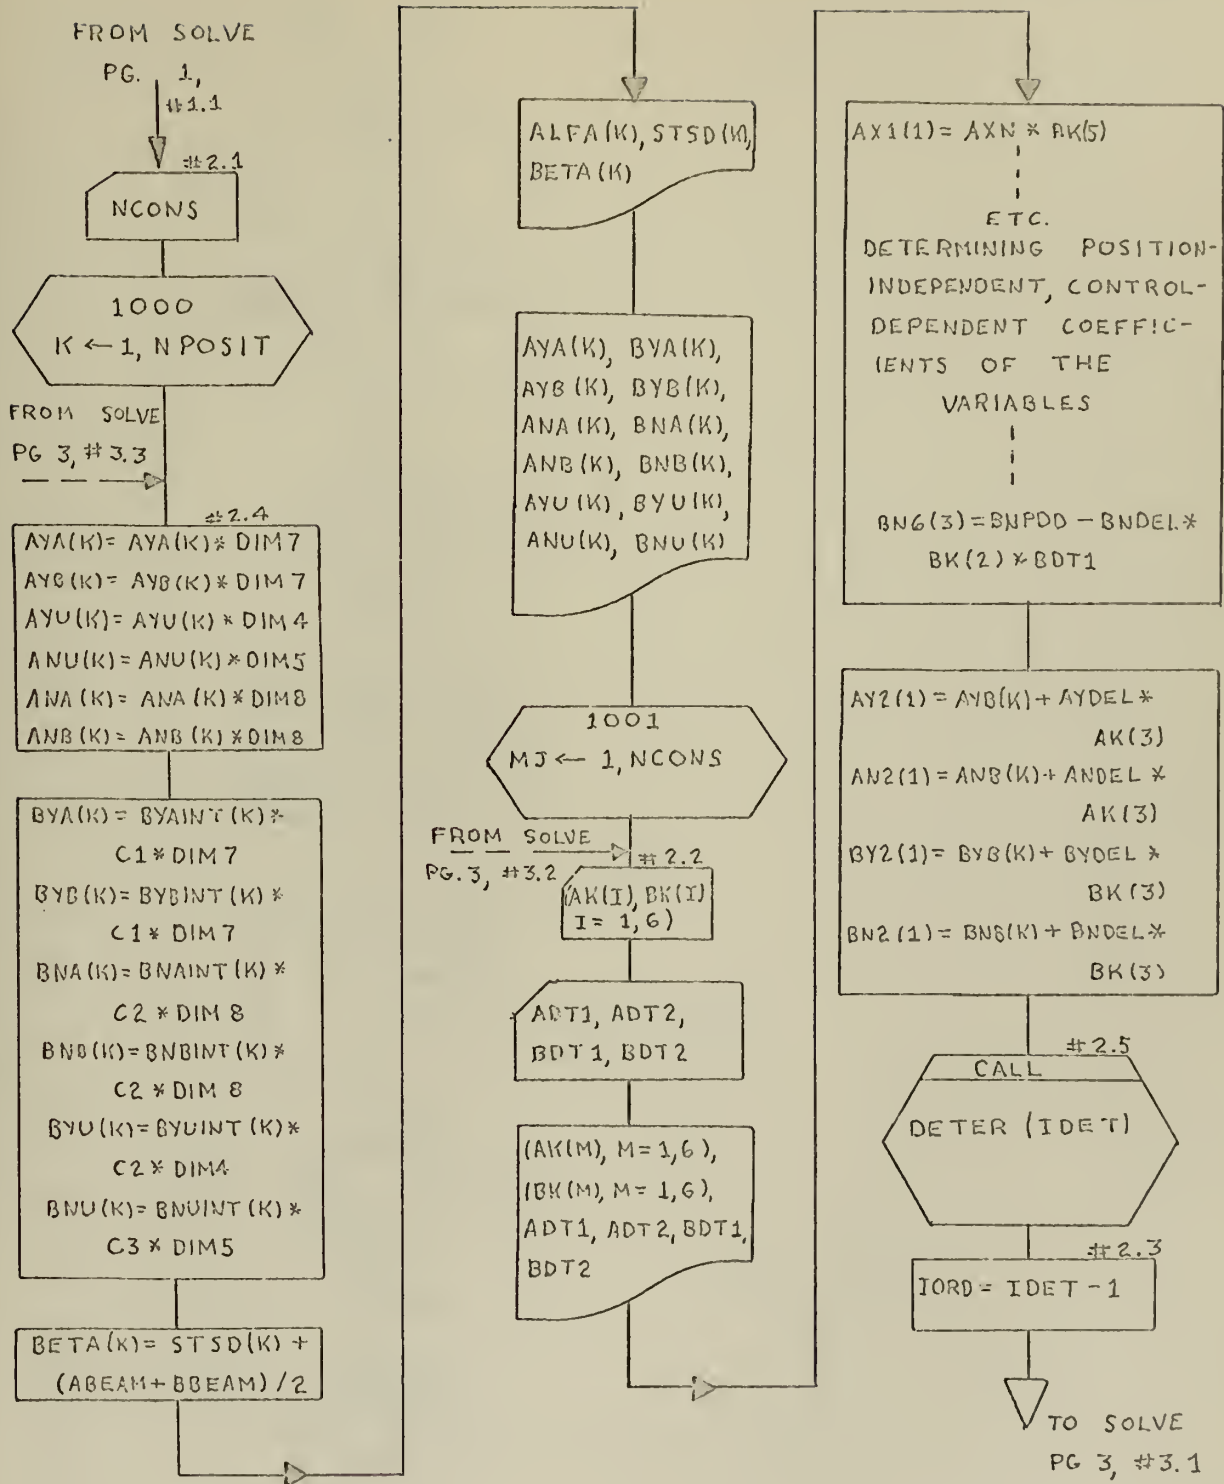 FROM SOLVE
PG. 1,
#1.1
#2.1
NCONS
1000
K ← 1, NPOSIT
FROM SOLVE
PG 3, #3.3
#2.4
AYA(K)= AYA(K)* DIM7
AYB(K)= AYB(K)* DIM7
AYU(K)= AYU(K)* DIM4
ANU(K)= ANU(K)* DIM5
ANA(K)= ANA(K)* DIM8
ANB(K)= ANB(K)* DIM8
BYA(K)= BYAINT(K)*
C1* DIM7
BYB(K)= BYBINT(K)*
C1* DIM7
BNA(K)= BNAINT(K)*
C2 * DIM8
BNB(K)= BNBINT(K)*
C2 * DIM8
BYU(K)= BYUINT(K)*
C2* DIM4
BNU(K)= BNUINT(K)*
C3* DIM5
BETA(K)= STSD(K)+
(ABEAM+BBEAM)/2
ALFA(K), STSD(K),
BETA(K)
AYA(K), BYA(K),
AYB(K), BYB(K),
ANA(K), BNA(K),
ANB(K), BNB(K),
AYU(K), BYU(K),
ANU(K), BNU(K)
1001
MJ ← 1, NCONS
FROM SOLVE
PG. 3, #3.2
#2.2
(AK(I), BK(I)
I= 1,6)
ADT1, ADT2,
BDT1, BDT2
(AK(M), M=1,6),
(BK(M), M=1,6),
ADT1, ADT2, BDT1,
BDT2
AX1(1)= AXN * AK(5)
ETC.
DETERMINING POSITION-
INDEPENDENT, CONTROL-
DEPENDENT COEFFIC-
IENTS OF THE
VARIABLES
BN6(3)=BNPDD-BNDEL*
BK(2)*BDT1
AY2(1)= AYB(K)+ AYDEL*
AK(3)
AN2(1)= ANB(K)+ ANDEL*
AK(3)
BY2(1)= BYB(K)+ BYDEL*
BK(3)
BN2(1)= BNB(K)+ BNDEL*
BK(3)
#2.5
CALL
DETER (IDET)
#2.3
IORD= IDET-1
TO SOLVE
PG 3, #3.1